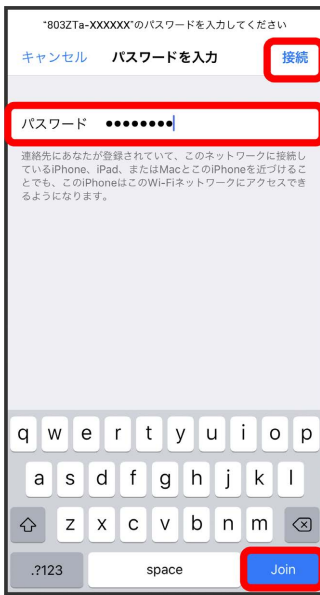 “803ZTa-XXXXXX”のパスワードを入力してください
キャンセル パスワードを入力 接続
パスワード ●●●●●●●●
連絡先にあなたが登録されていて、このネットワークに接続し
ているiPhone、iPad、またはMacとこのiPhoneを近づけるこ
とでも、このiPhoneはこのWi-Fiネットワークにアクセスでき
るようになります。
q w e r t y u i o p
a s d f g h j k l
z x c v b n m
.?123 space Join